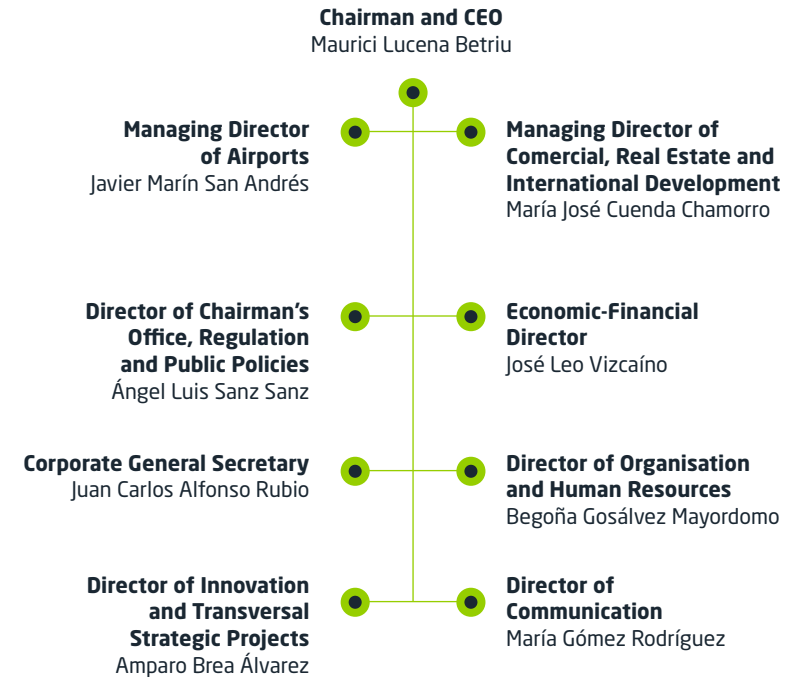 Chairman and CEO
Maurici Lucena Betriu
Managing Director
of Airports
Javier Marín San Andrés
Managing Director of
Comercial, Real Estate and
International Development
María José Cuenda Chamorro
Director of Chairman's
Office, Regulation
and Public Policies
Ángel Luis Sanz Sanz
Economic-Financial
Director
José Leo Vizcaíno
Corporate General Secretary
Juan Carlos Alfonso Rubio
Director of Organisation
and Human Resources
Begoña Gosálvez Mayordomo
Director of Innovation
and Transversal
Strategic Projects
Amparo Brea Álvarez
Director of
Communication
María Gómez Rodríguez